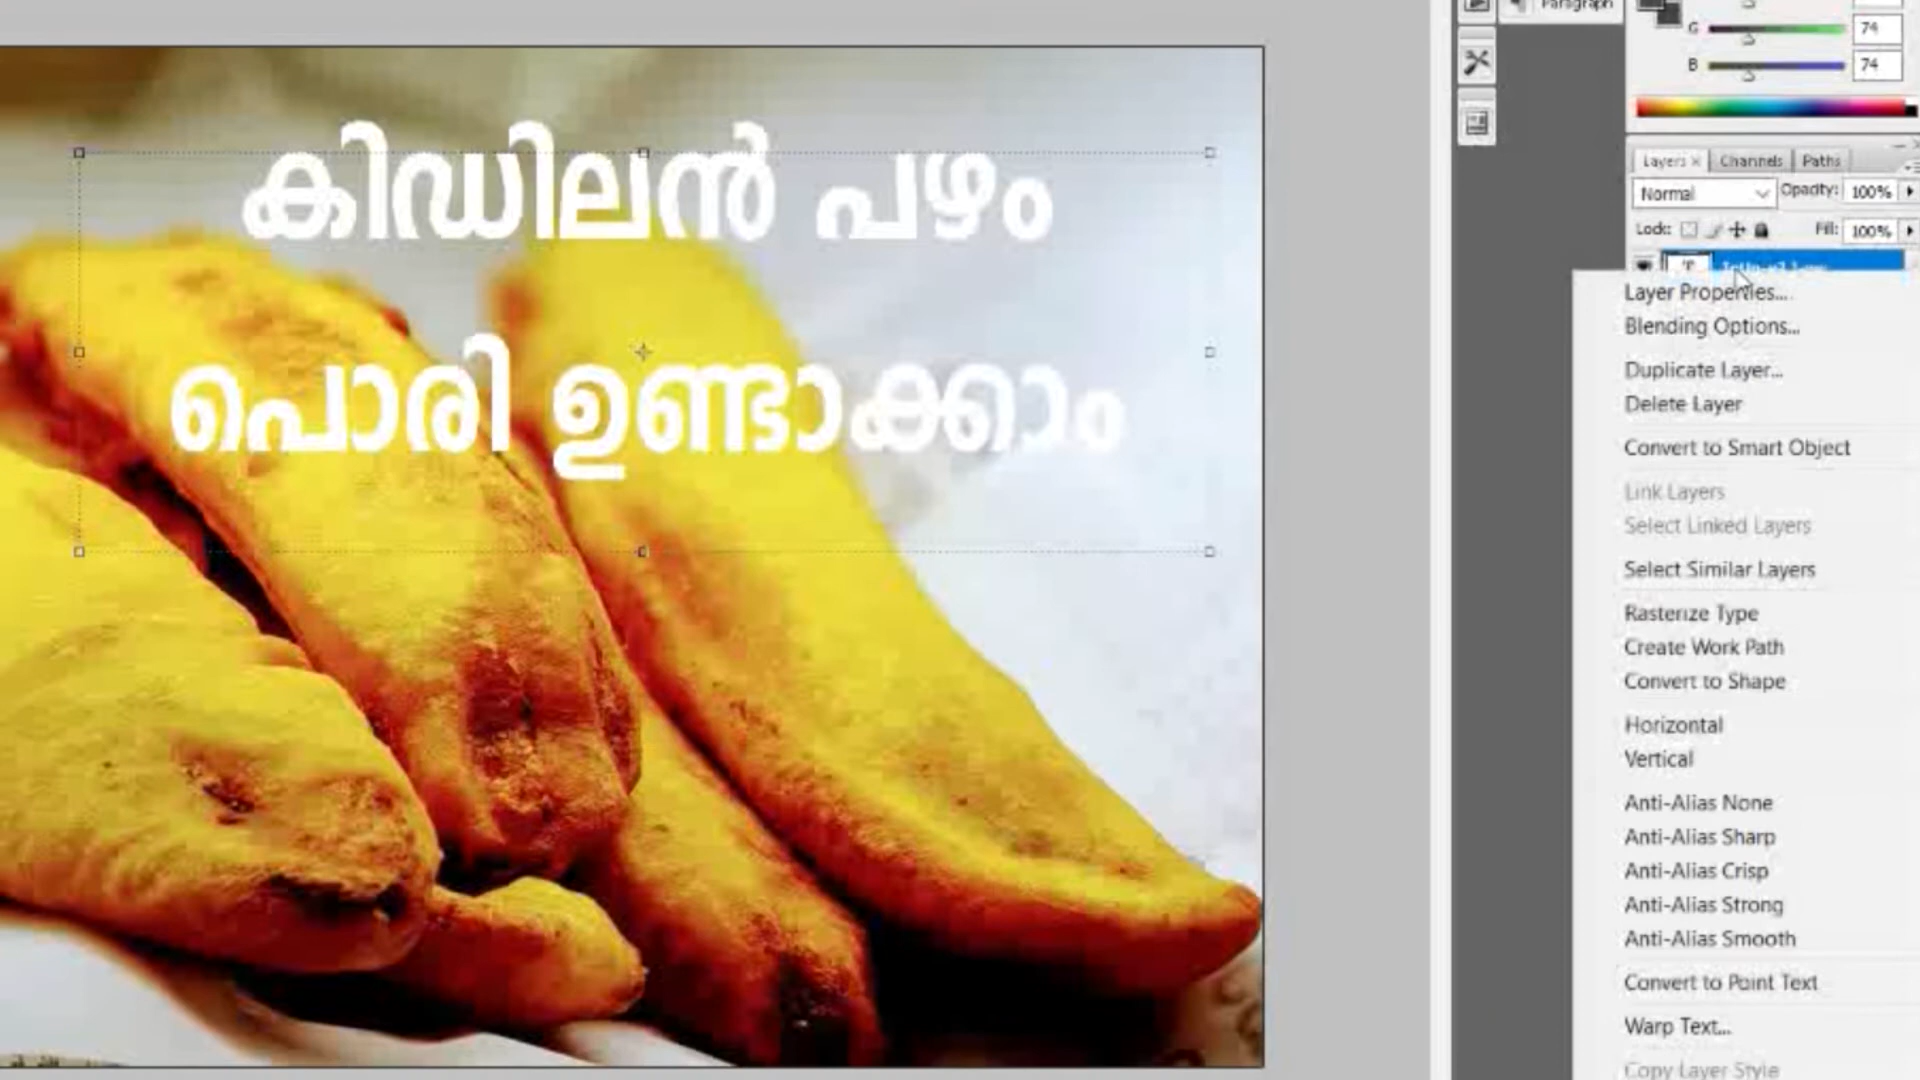 Paragraph
G 74
B 74
Layers × Channels Paths
Normal Opacity: 100%
Lock: Fill: 100%
കിഡിലൻ പഴം
പൊരി ഉണ്ടാക്കാം
Layer Properties...
Blending Options...
Duplicate Layer...
Delete Layer
Convert to Smart Object
Link Layers
Select Linked Layers
Select Similar Layers
Rasterize Type
Create Work Path
Convert to Shape
Horizontal
Vertical
Anti-Alias None
Anti-Alias Sharp
Anti-Alias Crisp
Anti-Alias Strong
Anti-Alias Smooth
Convert to Point Text
Warp Text...
Copy Layer Style